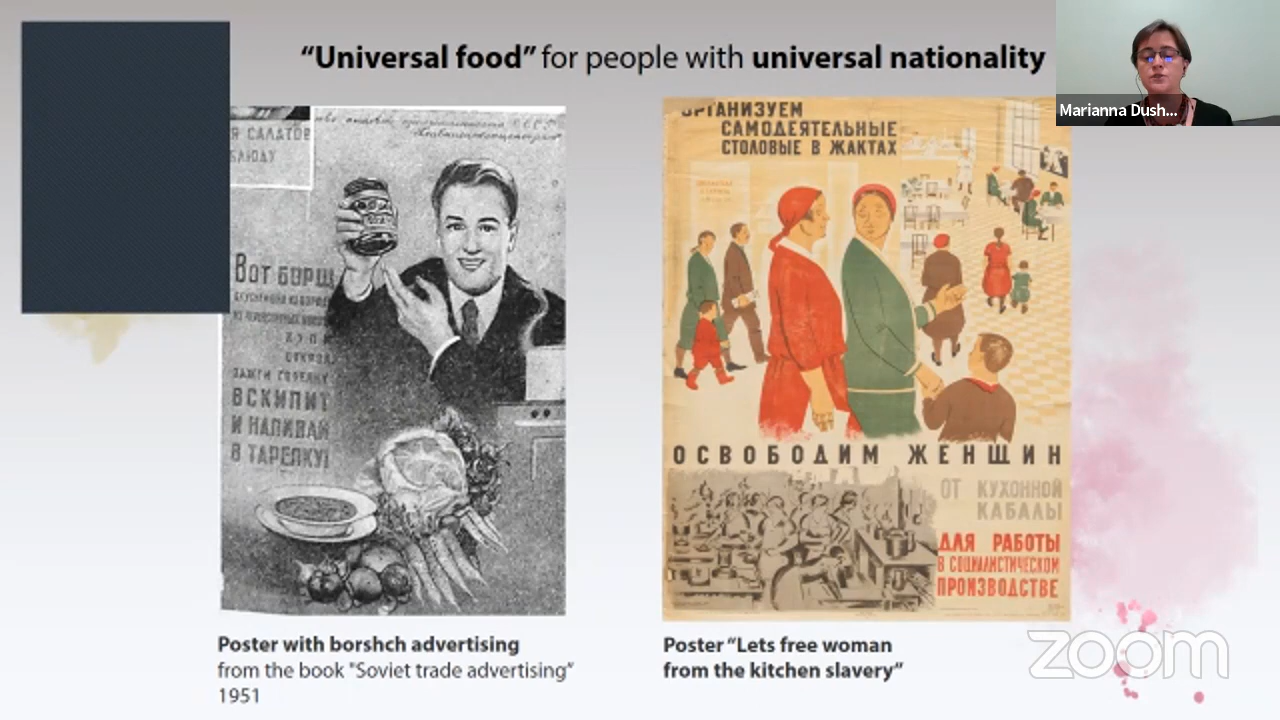 “Universal food” for people with universal nationality
Marianna Dush...
Я САЛАТОВ
БЛЮДУ
ВОТ БОРЩ
ЗАЖГИ ГОРЕЛКУ
ВСКИПИТ
И НАЛИВАЙ
В ТАРЕЛКУ!
ОРГАНИЗУЕМ
САМОДЕЯТЕЛЬНЫЕ
СТОЛОВЫЕ В ЖАКТАХ
ОСВОБОДИМ ЖЕНЩИН
ОТ КУХОННОЙ
КАБАЛЫ
ДЛЯ РАБОТЫ
В СОЦИАЛИСТИЧЕСКОМ
ПРОИЗВОДСТВЕ
Poster with borshch advertising
from the book "Soviet trade advertising”
1951
Poster “Lets free woman
from the kitchen slavery”
zoom